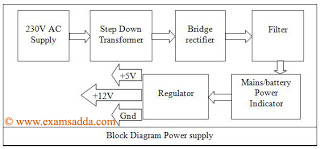 230V AC
Supply
Step Down
Transformer
Bridge
rectifier
Filter
+5V
+12V
Gnd
Regulator
Mains/battery
Power
Indicator
© www.examsadda.com
Block Diagram Power supply